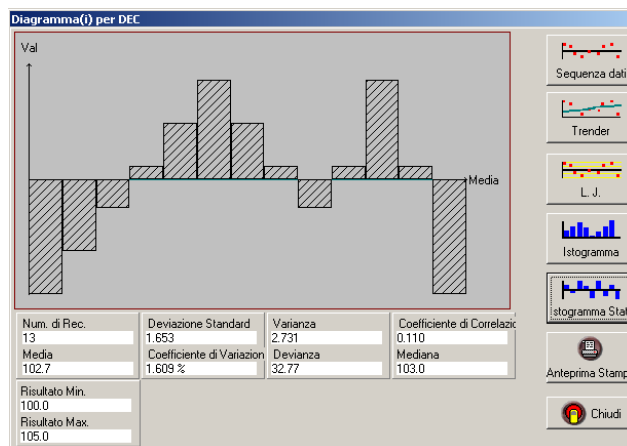 Diagramma(i) per DEC
Val
Media
Sequenza dati
Trender
L. J.
Istogramma
stogramma Stat
Anteprima Stamp
Chiudi
Num. di Rec.
13
Media
102.7
Deviazione Standard
1.653
Coefficiente di Variazion
1.609 %
Varianza
2.731
Devianza
32.77
Coefficiente di Correlazio
0.110
Mediana
103.0
Risultato Min.
100.0
Risultato Max.
105.0